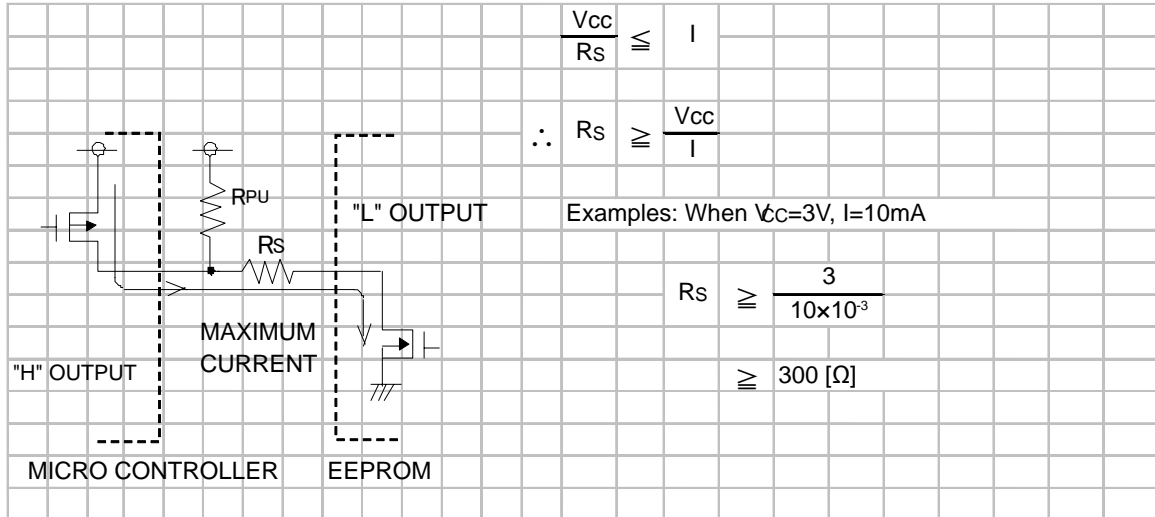 Vcc
Rs ≦ I
∴ Rs ≧ Vcc
I
RPU
"L" OUTPUT
Examples: When VCC=3V, I=10mA
Rs
Rs ≧ 3
10×10-3
MAXIMUM
CURRENT
"H" OUTPUT
≧ 300 [Ω]
MICRO CONTROLLER
EEPROM